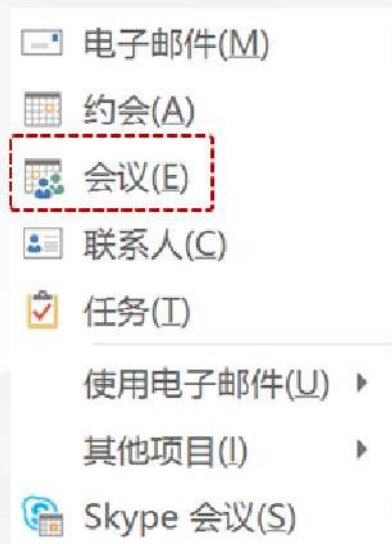 电子邮件(M)
约会(A)
会议(E)
联系人(C)
任务(T)
使用电子邮件(U)
其他项目(I)
Skype 会议(S)